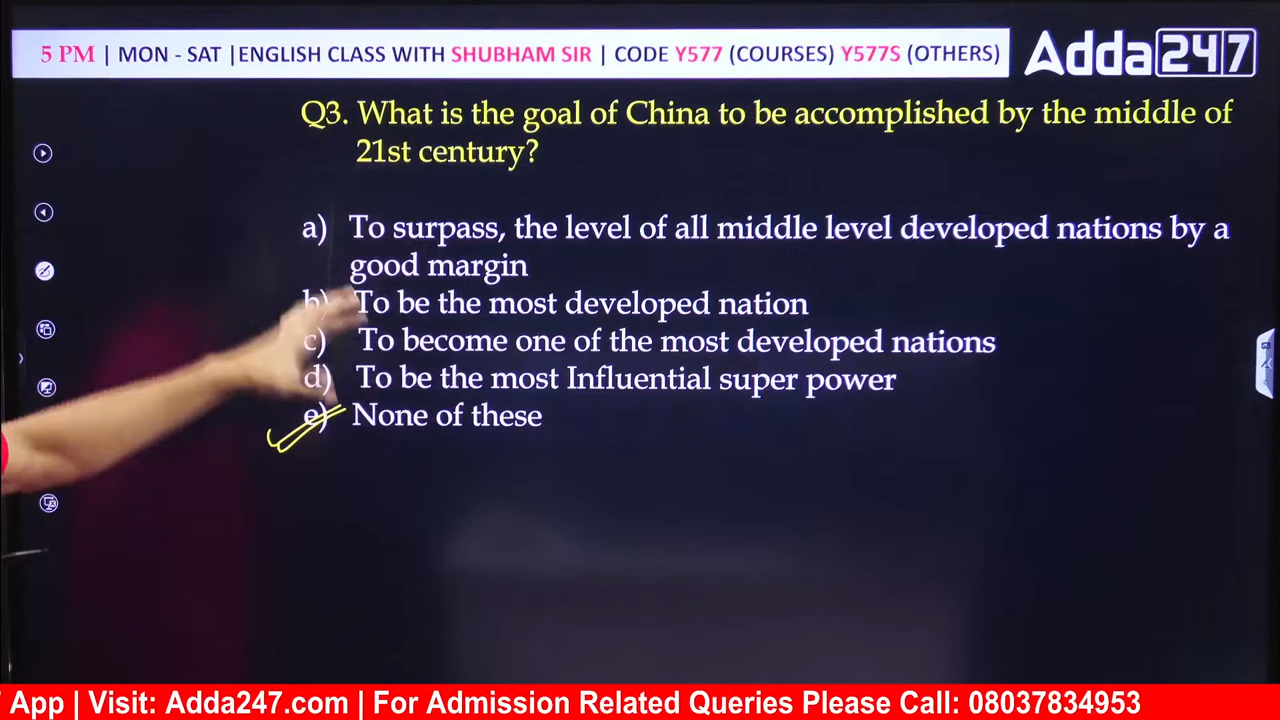 5 PM | MON - SAT |ENGLISH CLASS WITH SHUBHAM SIR | CODE Y577 (COURSES) Y577S (OTHERS)
Adda247
Q3. What is the goal of China to be accomplished by the middle of
21st century?
a) To surpass, the level of all middle level developed nations by a
good margin
b) To be the most developed nation
c) To become one of the most developed nations
d) To be the most Influential super power
e) None of these
App | Visit: Adda247.com | For Admission Related Queries Please Call: 08037834953